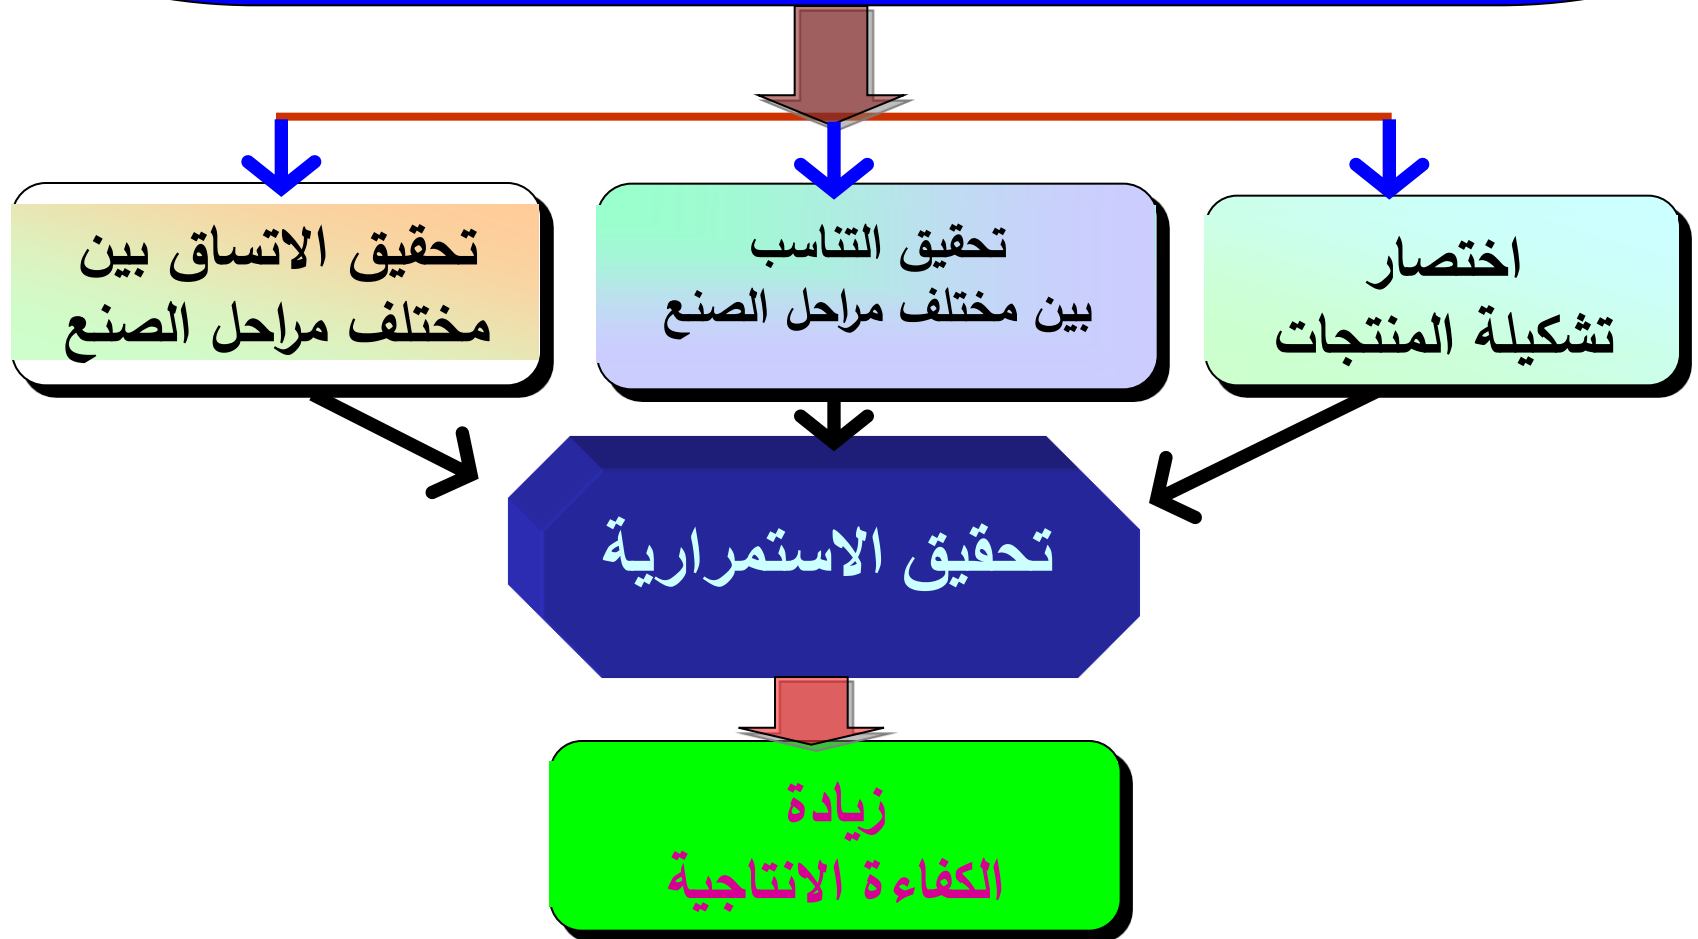 اختصار
تشكيلة المنتجات
تحقيق التناسب
بين مختلف مراحل الصنع
تحقيق الاتساق بين
مختلف مراحل الصنع
تحقيق الاستمرارية
زيادة
الكفاءة الانتاجية